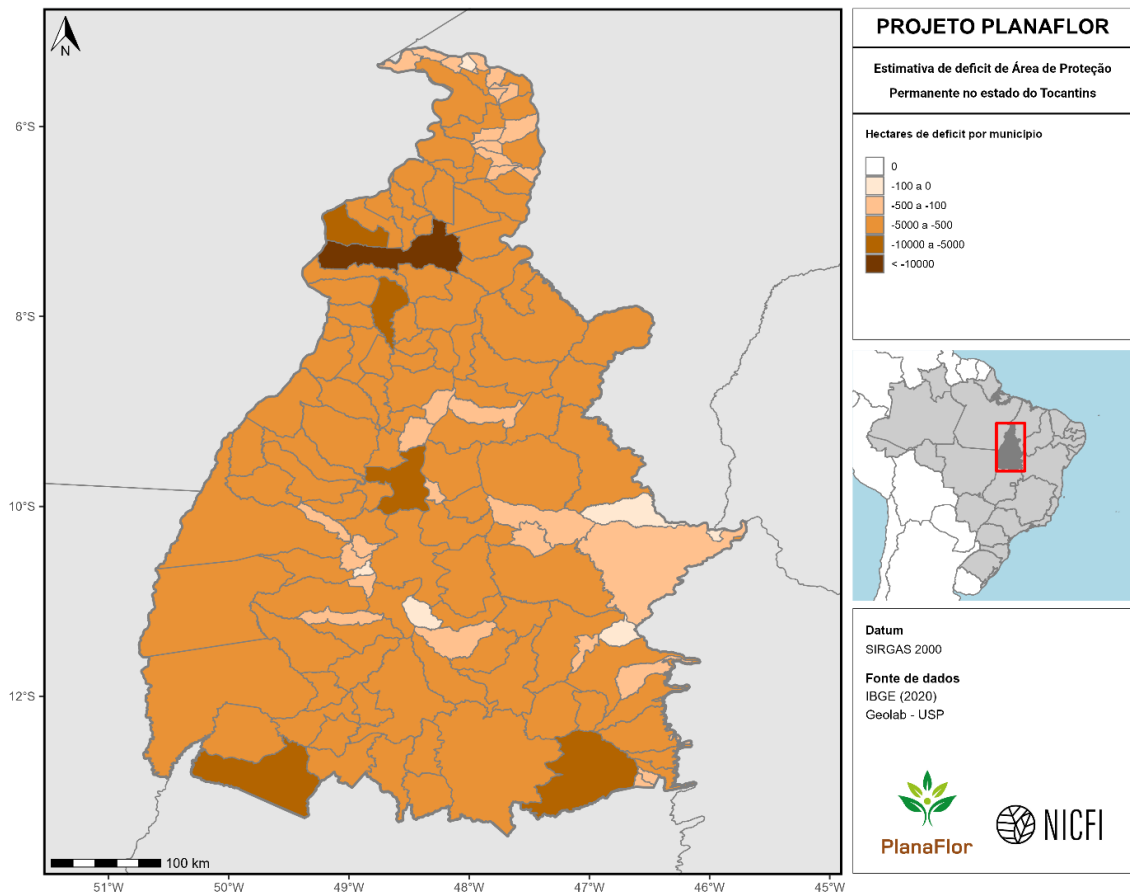 N
PROJETO PLANAFLOR
Estimativa de deficit de Área de Proteção
Permanente no estado do Tocantins
Hectares de deficit por município
0
-100 a 0
-500 a -100
-5000 a -500
-10000 a -5000
< -10000
6°S
8°S
10°S
12°S
100 km
51°W
50°W
49°W
48°W
47°W
46°W
45°W
Datum
SIRGAS 2000
Fonte de dados
IBGE (2020)
Geolab - USP
PlanaFlor
NICFI